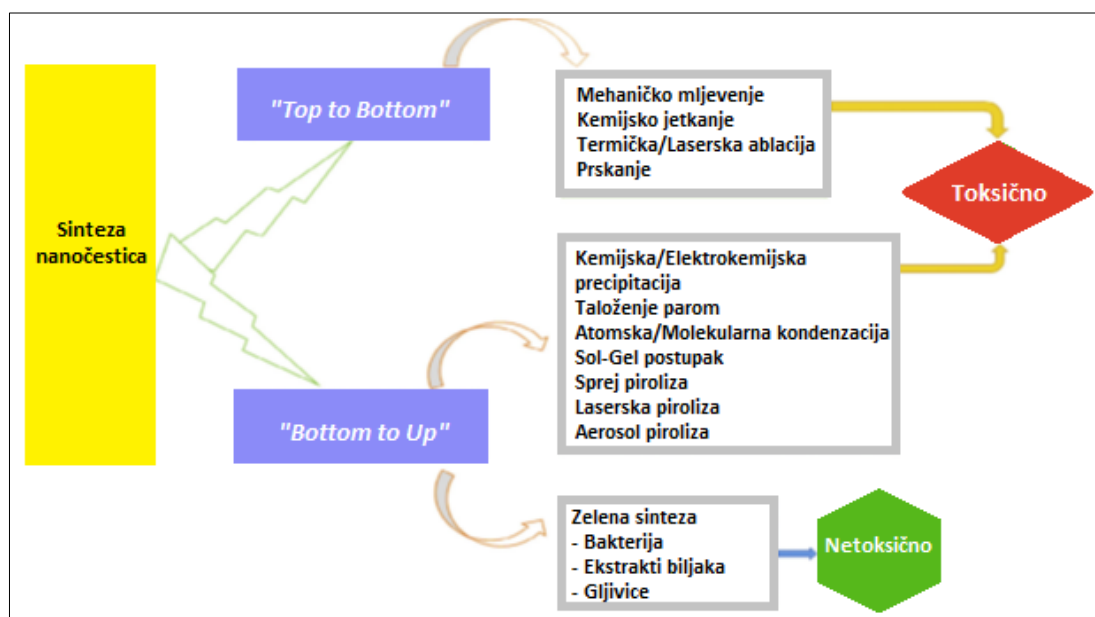 Sinteza
nanočestica
"Top to Bottom"
Mehaničko mljevenje
Kemijsko jetkanje
Termička/Laserska ablacija
Prskanje
Toksično
"Bottom to Up"
Kemijska/Elektrokemijska
precipitacija
Taloženje parom
Atomska/Molekularna kondenzacija
Sol-Gel postupak
Sprej piroliza
Laserska piroliza
Aerosol piroliza
Zelena sinteza
- Bakterija
- Ekstrakti biljaka
- Gljivice
Netoksično